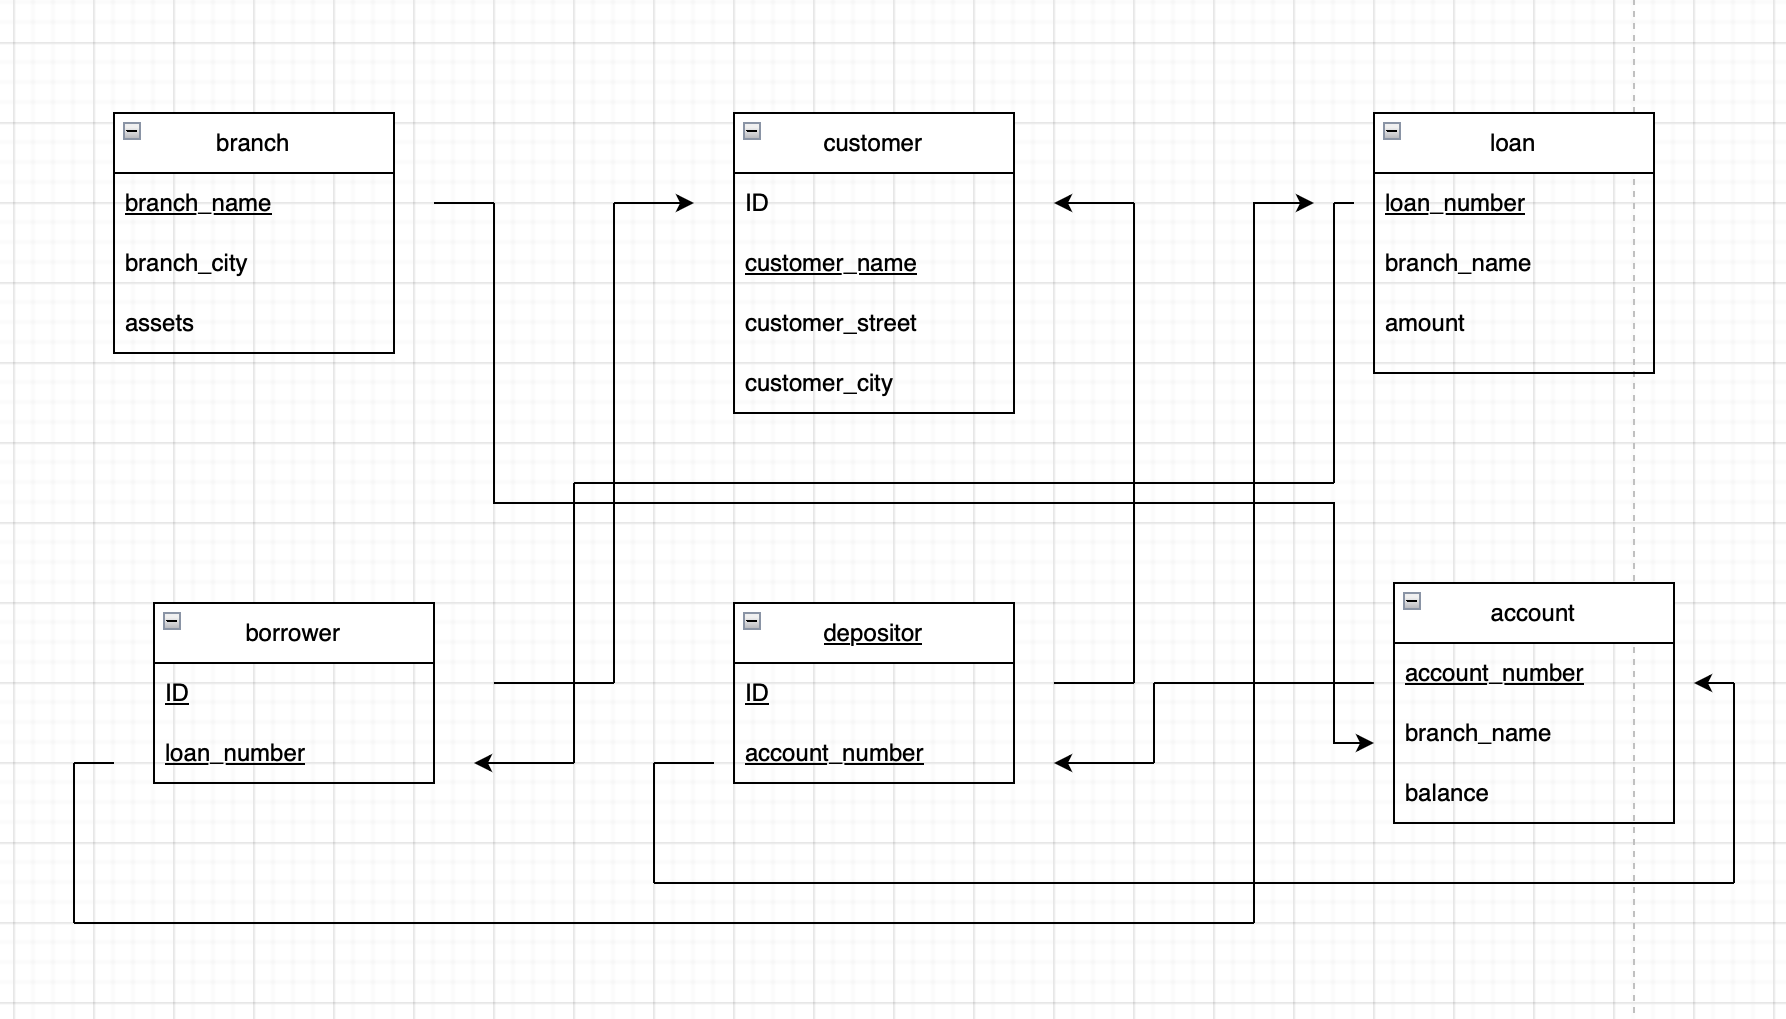 branch
branch_name
branch_city
assets
customer
ID
customer_name
customer_street
customer_city
loan
loan_number
branch_name
amount
borrower
ID
loan_number
depositor
ID
account_number
account
account_number
branch_name
balance